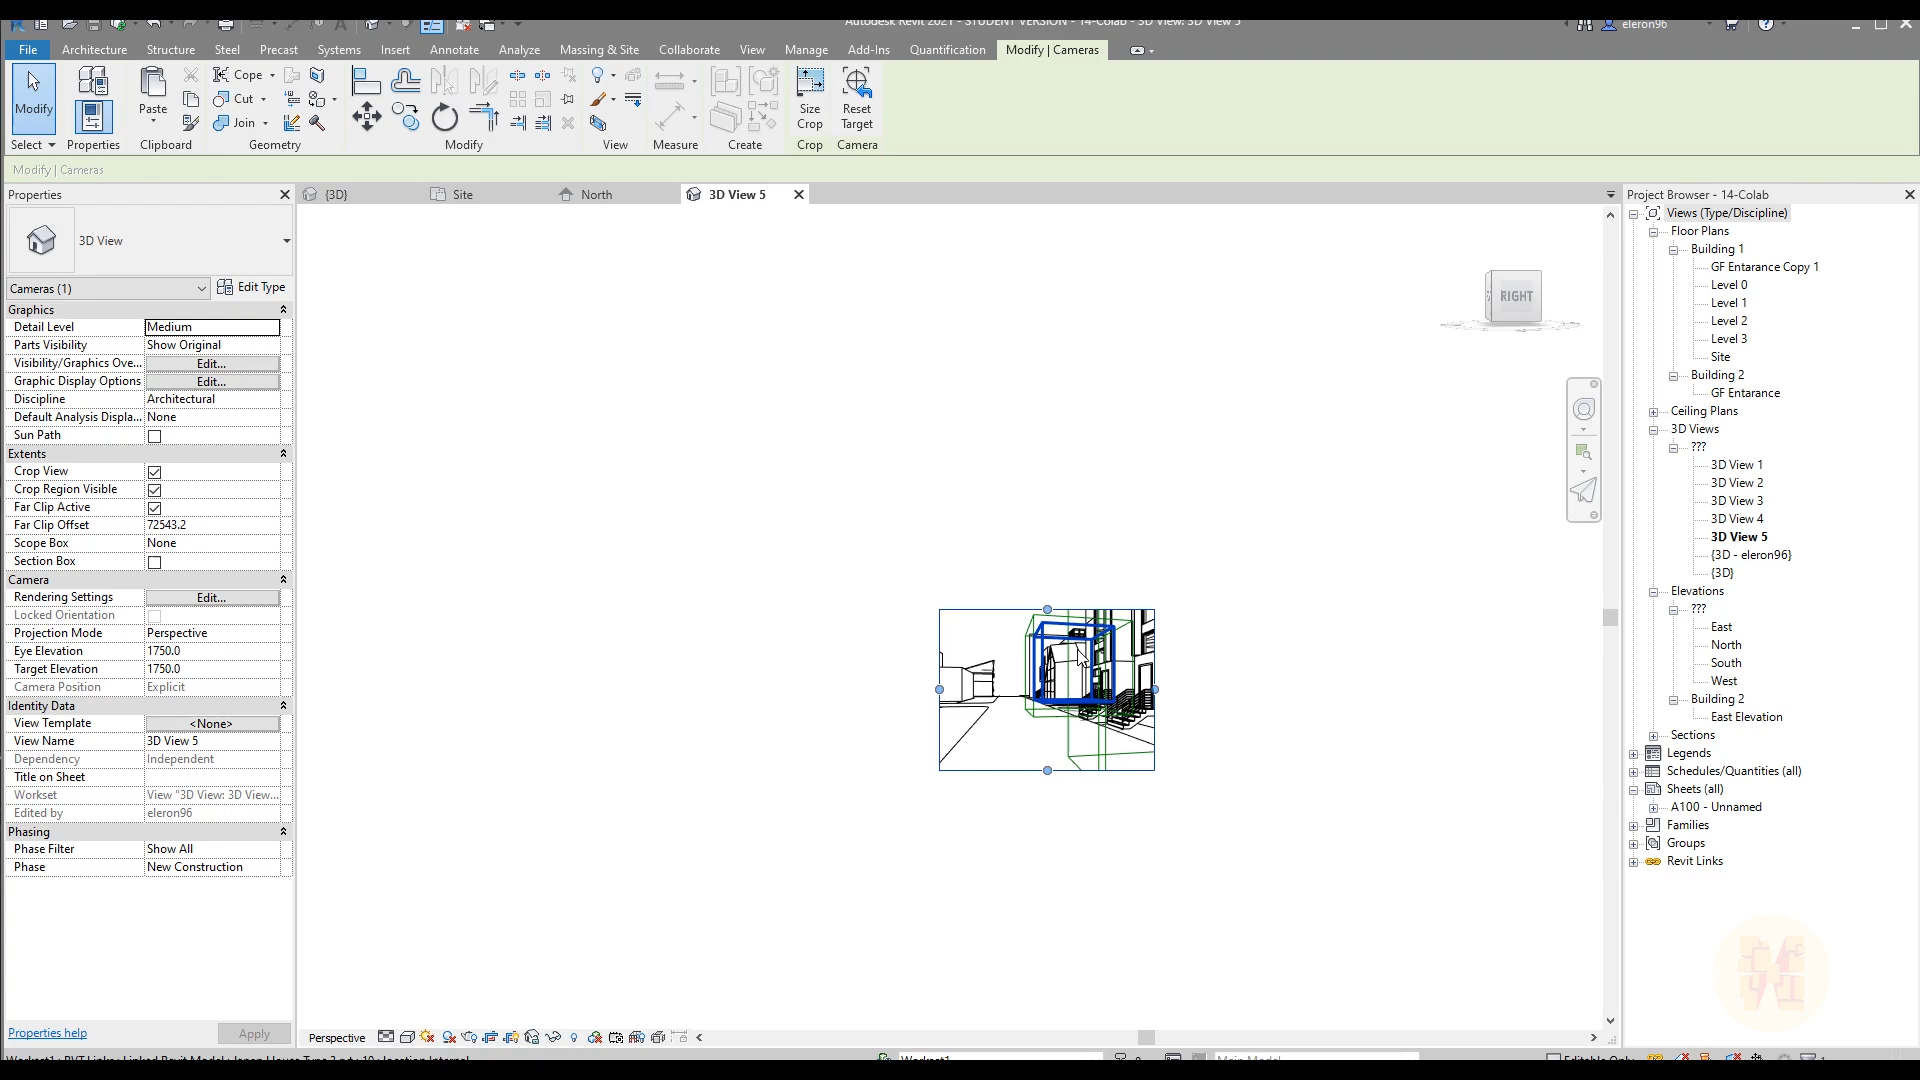 Autodesk Revit 2021 - STUDENT VERSION - 14-Colab - 3D View: 3D View 5
eleron96
File Architecture Structure Steel Precast Systems Insert Annotate Analyze Massing & Site Collaborate View Manage Add-Ins Quantification Modify | Cameras
Cope
Cut
Join
Modify Paste Size Crop Reset Target
Select Properties Clipboard Geometry Modify View Measure Create Crop Camera
Modify | Cameras
Properties
{3D} Site North 3D View 5
Project Browser - 14-Colab
3D View
Cameras (1) Edit Type
Graphics
Detail Level Medium
Parts Visibility Show Original
Visibility/Graphics Ove... Edit...
Graphic Display Options Edit...
Discipline Architectural
Default Analysis Displa... None
Sun Path
Extents
Crop View
Crop Region Visible
Far Clip Active
Far Clip Offset 72543.2
Scope Box None
Section Box
Camera
Rendering Settings Edit...
Locked Orientation
Projection Mode Perspective
Eye Elevation 1750.0
Target Elevation 1750.0
Camera Position Explicit
Identity Data
View Template <None>
View Name 3D View 5
Dependency Independent
Title on Sheet
Workset View "3D View: 3D View...
Edited by eleron96
Phasing
Phase Filter Show All
Phase New Construction
Properties help Apply
RIGHT
Views (Type/Discipline)
Floor Plans
Building 1
GF Entarance Copy 1
Level 0
Level 1
Level 2
Level 3
Site
Building 2
GF Entarance
Ceiling Plans
3D Views
???
3D View 1
3D View 2
3D View 3
3D View 4
3D View 5
{3D - eleron96}
{3D}
Elevations
???
East
North
South
West
Building 2
East Elevation
Sections
Legends
Schedules/Quantities (all)
Sheets (all)
A100 - Unnamed
Families
Groups
Revit Links
Perspective
Workset1
Main Model
Editable Only